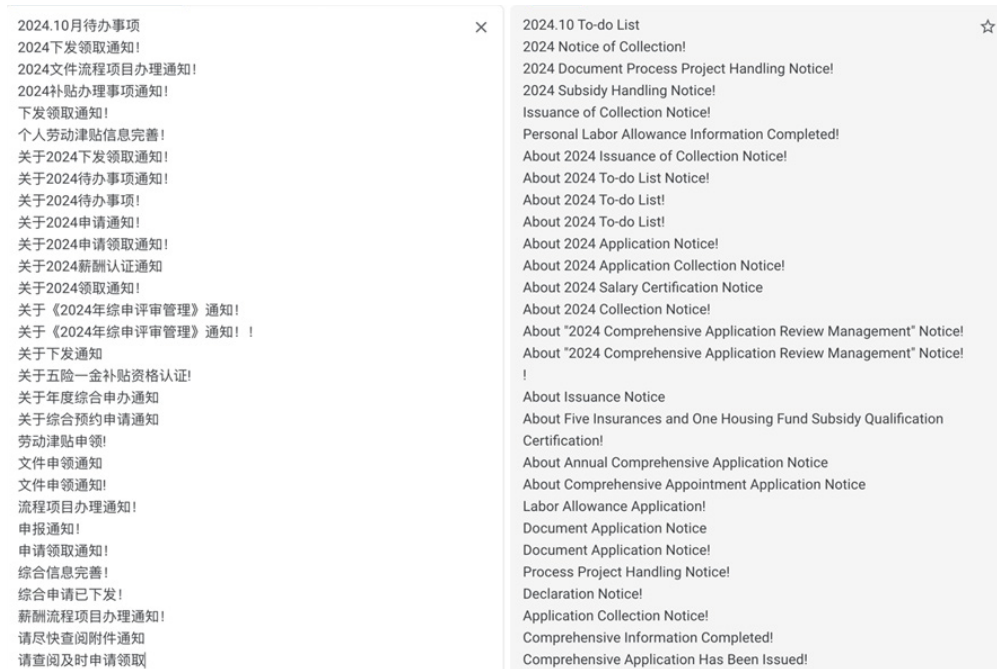 2024.10月待办事项
2024下发领取通知!
2024文件流程项目办理通知!
2024补贴办理事项通知!
下发领取通知!
个人劳动津贴信息完善!
关于2024下发领取通知!
关于2024待办事项通知!
关于2024待办事项!
关于2024申请通知!
关于2024申请领取通知!
关于2024薪酬认证通知
关于2024领取通知!
关于《2024年综申评审管理》通知!
关于《2024年综申评审管理》通知! !
关于下发通知
关于五险一金补贴资格认证!
关于年度综合申办通知
关于综合预约申请通知
劳动津贴申领!
文件申领通知
文件申领通知!
流程项目办理通知!
申报通知!
申请领取通知!
综合信息完善!
综合申请已下发!
薪酬流程项目办理通知!
请尽快查阅附件通知
请查阅及时申请领取
2024.10 To-do List
2024 Notice of Collection!
2024 Document Process Project Handling Notice!
2024 Subsidy Handling Notice!
Issuance of Collection Notice!
Personal Labor Allowance Information Completed!
About 2024 Issuance of Collection Notice!
About 2024 To-do List Notice!
About 2024 To-do List!
About 2024 To-do List!
About 2024 Application Notice!
About 2024 Application Collection Notice!
About 2024 Salary Certification Notice
About 2024 Collection Notice!
About "2024 Comprehensive Application Review Management" Notice!
About "2024 Comprehensive Application Review Management" Notice!
!
About Issuance Notice
About Five Insurances and One Housing Fund Subsidy Qualification
Certification!
About Annual Comprehensive Application Notice
About Comprehensive Appointment Application Notice
Labor Allowance Application!
Document Application Notice
Document Application Notice!
Process Project Handling Notice!
Declaration Notice!
Application Collection Notice!
Comprehensive Information Completed!
Comprehensive Application Has Been Issued!